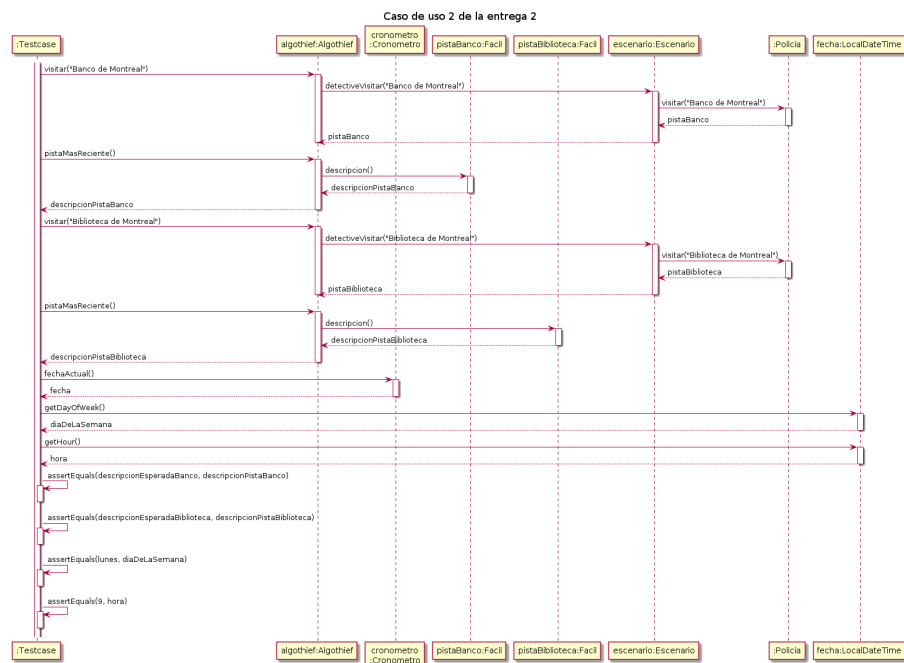 Caso de uso 2 de la entrega 2
:Testcase
algothief:Algothief
cronometro
:Cronometro
pistaBanco:Facil
pistaBiblioteca:Facil
escenario:Escenario
:Policia
fecha:LocalDateTime
visitar("Banco de Montreal")
detectiveVisitar("Banco de Montreal")
visitar("Banco de Montreal")
pistaBanco
pistaBanco
pistaMasReciente()
descripcion()
descripcionPistaBanco
descripcionPistaBanco
visitar("Biblioteca de Montreal")
detectiveVisitar("Biblioteca de Montreal")
visitar("Biblioteca de Montreal")
pistaBiblioteca
pistaBiblioteca
pistaMasReciente()
descripcion()
descripcionPistaBiblioteca
descripcionPistaBiblioteca
fechaActual()
fecha
getDayOfWeek()
diaDeLaSemana
getHour()
hora
assertEquals(descripcionEsperadaBanco, descripcionPistaBanco)
assertEquals(descripcionEsperadaBiblioteca, descripcionPistaBiblioteca)
assertEquals(lunes, diaDeLaSemana)
assertEquals(9, hora)
:Testcase
algothief:Algothief
cronometro
:Cronometro
pistaBanco:Facil
pistaBiblioteca:Facil
escenario:Escenario
:Policia
fecha:LocalDateTime